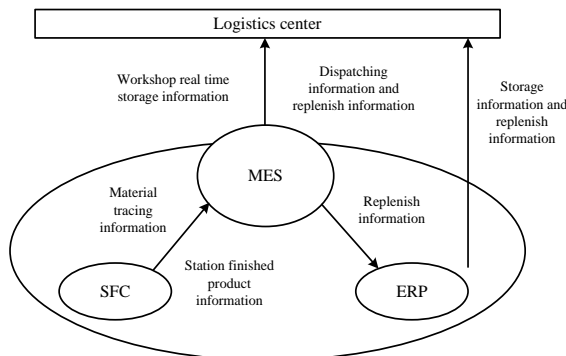 Logistics center
Workshop real time
storage information
Dispatching
information and
replenish information
Storage
information and
replenish
information
MES
Material
tracing
information
Replenish
information
Station finished
product
information
SFC
ERP